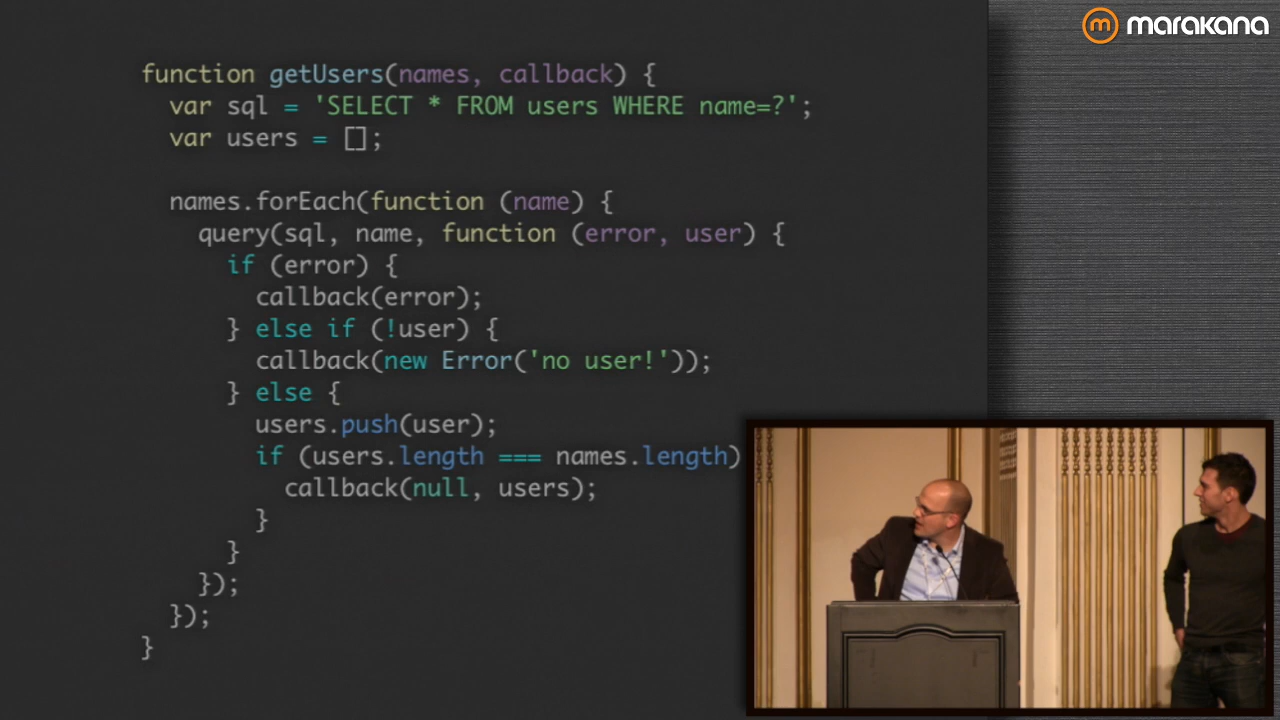 marakana
function getUsers(names, callback) {
  var sql = 'SELECT * FROM users WHERE name=?';
  var users = [];

  names.forEach(function (name) {
    query(sql, name, function (error, user) {
      if (error) {
        callback(error);
      } else if (!user) {
        callback(new Error('no user!'));
      } else {
        users.push(user);
        if (users.length === names.length)
          callback(null, users);
        }
      }
    });
  });
}